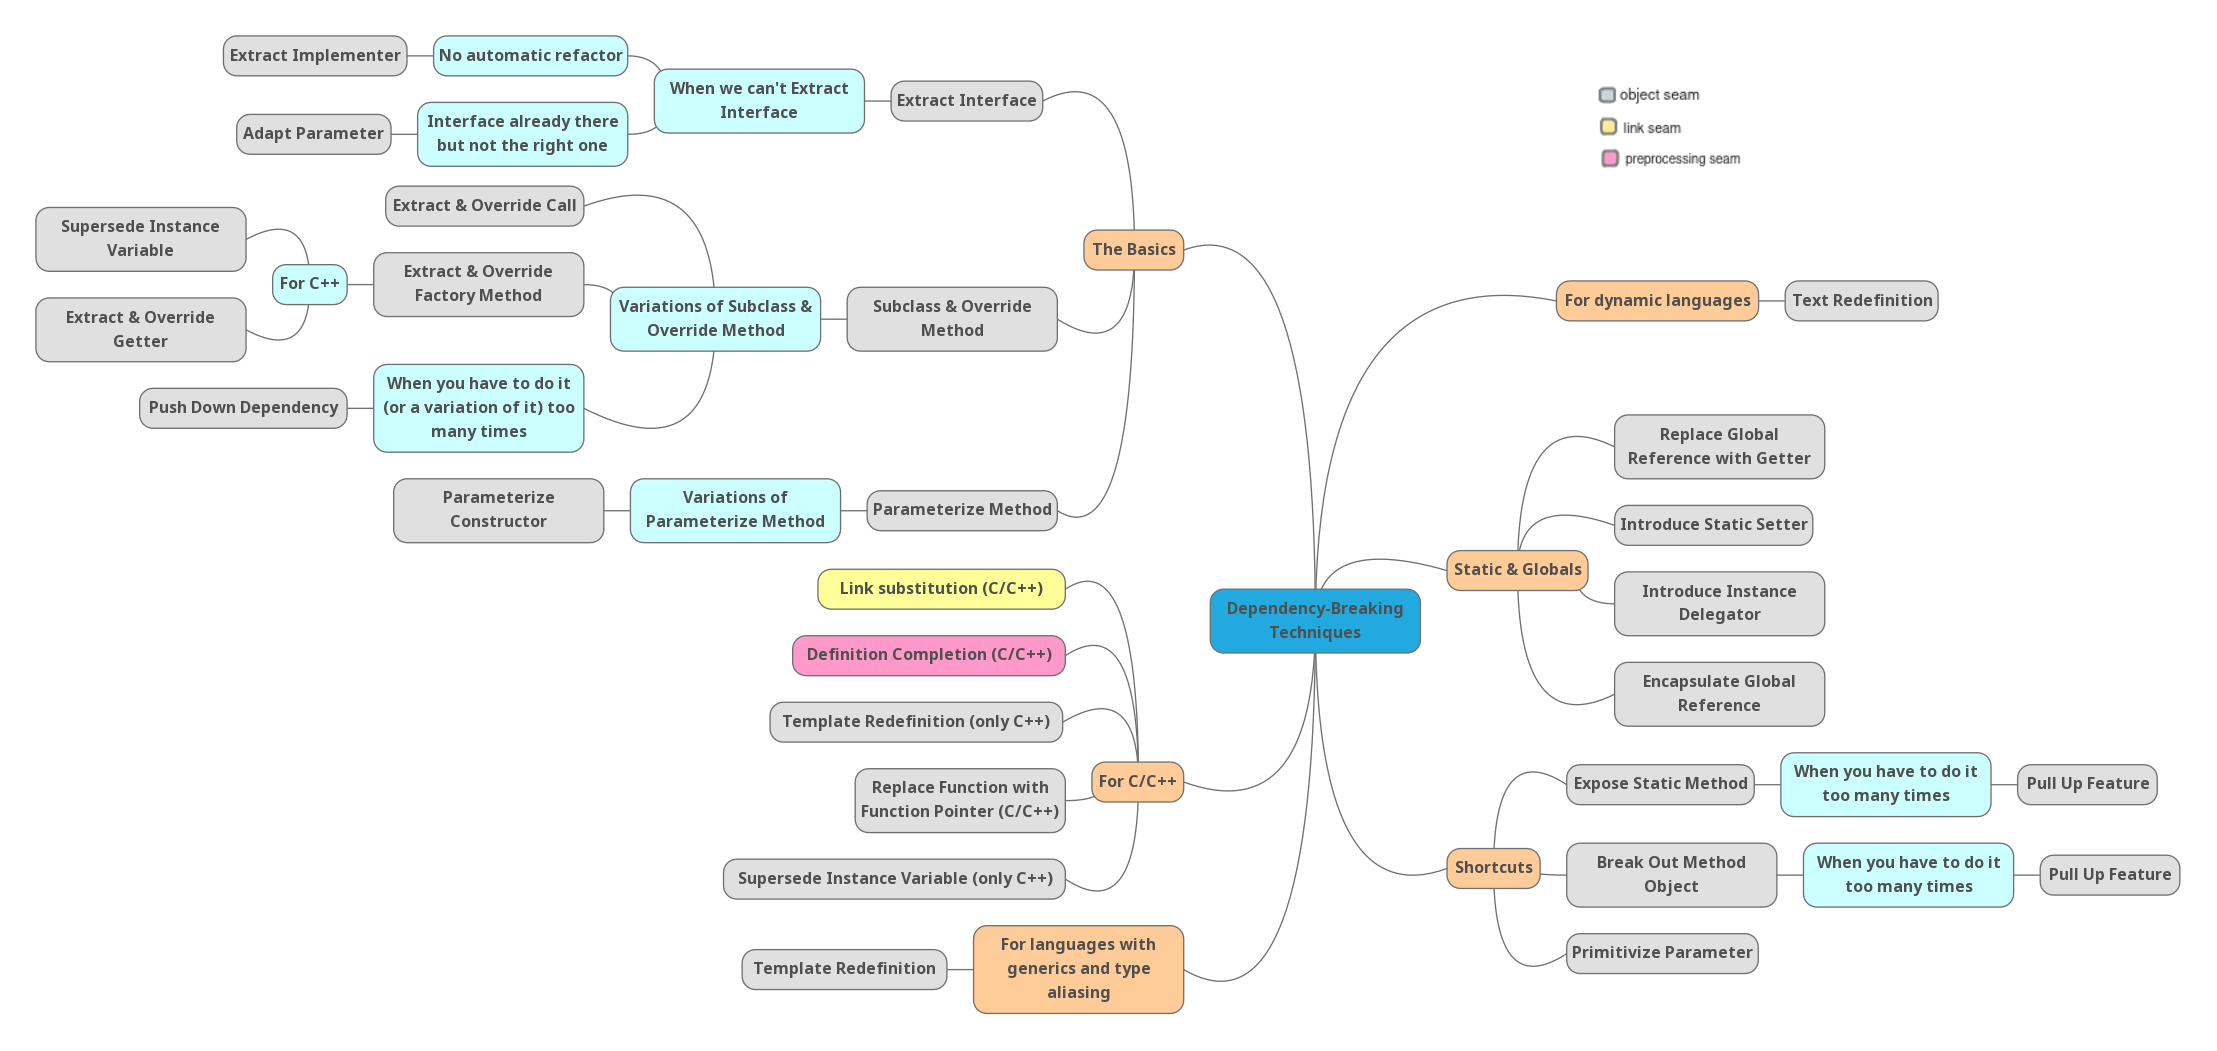 Extract Implementer
No automatic refactor
When we can't Extract
Interface
Extract Interface
Adapt Parameter
Interface already there
but not the right one
Extract & Override Call
Supersede Instance
Variable
For C++
Extract & Override
Factory Method
Extract & Override
Getter
Variations of Subclass &
Override Method
Subclass & Override
Method
The Basics
Push Down Dependency
When you have to do it
(or a variation of it) too
many times
Parameterize
Constructor
Variations of
Parameterize Method
Parameterize Method
Link substitution (C/C++)
Definition Completion (C/C++)
Template Redefinition (only C++)
Replace Function with
Function Pointer (C/C++)
Supersede Instance Variable (only C++)
For C/C++
Template Redefinition
For languages with
generics and type
aliasing
Dependency-Breaking
Techniques
object seam
link seam
preprocessing seam
For dynamic languages
Text Redefinition
Replace Global
Reference with Getter
Introduce Static Setter
Static & Globals
Introduce Instance
Delegator
Encapsulate Global
Reference
Expose Static Method
When you have to do it
too many times
Pull Up Feature
Shortcuts
Break Out Method
Object
When you have to do it
too many times
Pull Up Feature
Primitivize Parameter